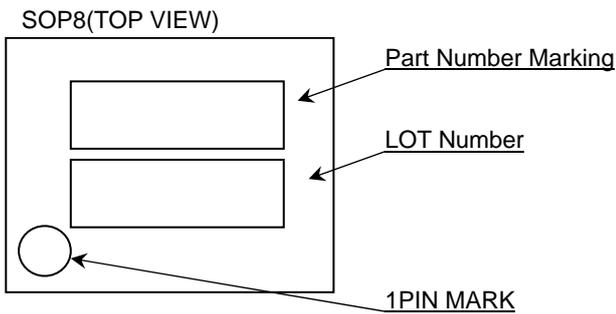 SOP8(TOP VIEW)
Part Number Marking
LOT Number
1PIN MARK